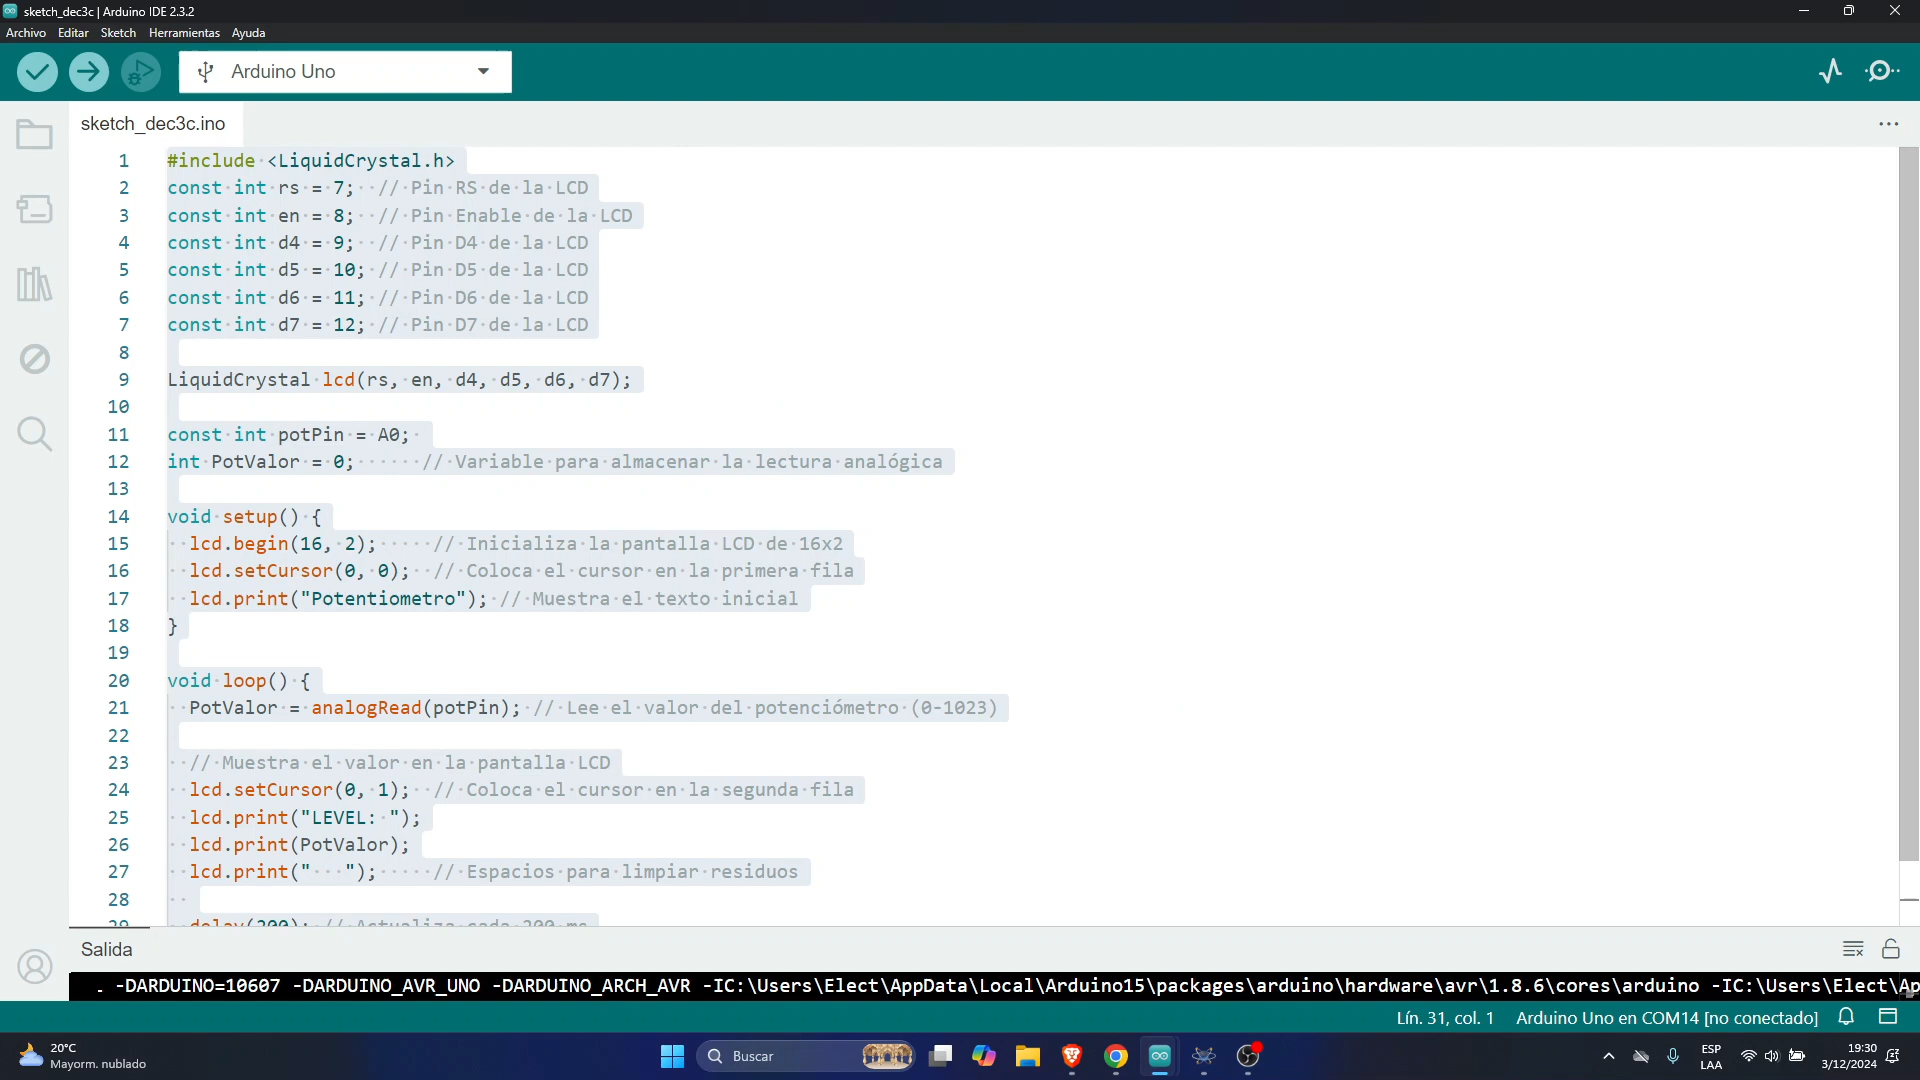 sketch_dec3c | Arduino IDE 2.3.2
Archivo Editar Sketch Herramientas Ayuda
Arduino Uno
sketch_dec3c.ino
1 #include <LiquidCrystal.h>
2 const int rs = 7;  // Pin RS de la LCD
3 const int en = 8;  // Pin Enable de la LCD
4 const int d4 = 9;  // Pin D4 de la LCD
5 const int d5 = 10; // Pin D5 de la LCD
6 const int d6 = 11; // Pin D6 de la LCD
7 const int d7 = 12; // Pin D7 de la LCD
8
9 LiquidCrystal lcd(rs, en, d4, d5, d6, d7);
10
11 const int potPin = A0;
12 int PotValor = 0;      // Variable para almacenar la lectura analógica
13
14 void setup() {
15   lcd.begin(16, 2);     // Inicializa la pantalla LCD de 16x2
16   lcd.setCursor(0, 0);  // Coloca el cursor en la primera fila
17   lcd.print("Potentiometro"); // Muestra el texto inicial
18 }
19
20 void loop() {
21   PotValor = analogRead(potPin); // Lee el valor del potenciómetro (0-1023)
22
23   // Muestra el valor en la pantalla LCD
24   lcd.setCursor(0, 1);  // Coloca el cursor en la segunda fila
25   lcd.print("LEVEL: ");
26   lcd.print(PotValor);
27   lcd.print("   ");     // Espacios para limpiar residuos
28
29   delay(200); // Actualiza cada 200 ms
Salida
. -DARDUINO=10607 -DARDUINO_AVR_UNO -DARDUINO_ARCH_AVR -IC:\Users\Elect\AppData\Local\Arduino15\packages\arduino\hardware\avr\1.8.6\cores\arduino -IC:\Users\Elect\Ap
Lín. 31, col. 1 Arduino Uno en COM14 [no conectado]
20°C
Mayorm. nublado
Buscar
ESP
LAA
19:30
3/12/2024